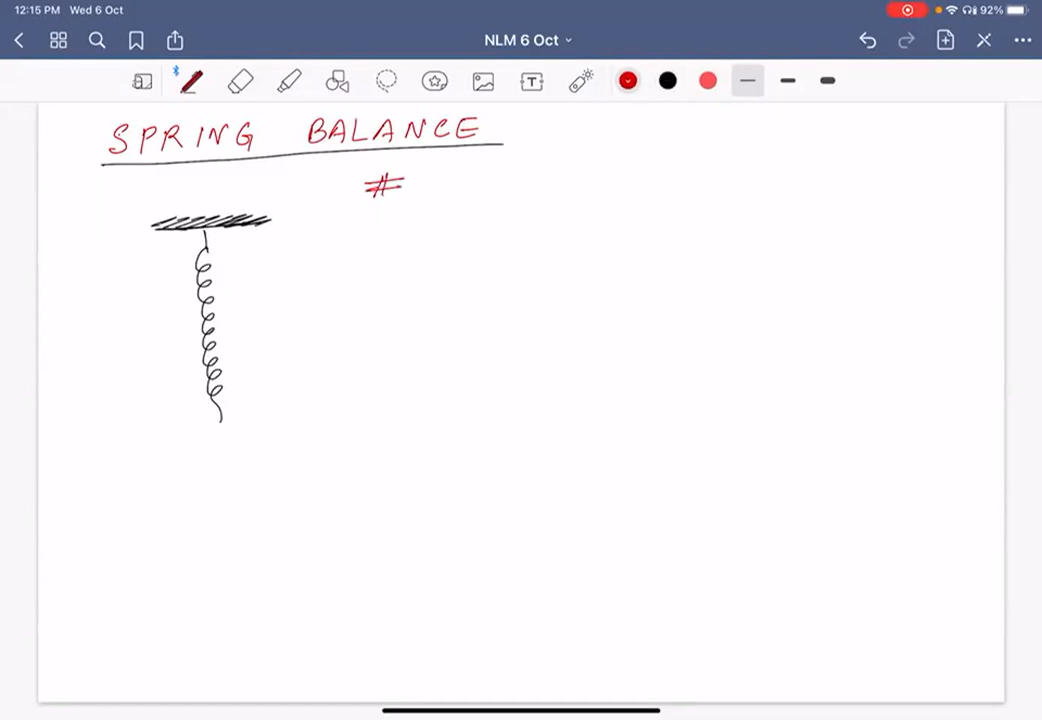 12:15 PM Wed 6 Oct 92%
NLM 6 Oct
T
SPRING BALANCE
#